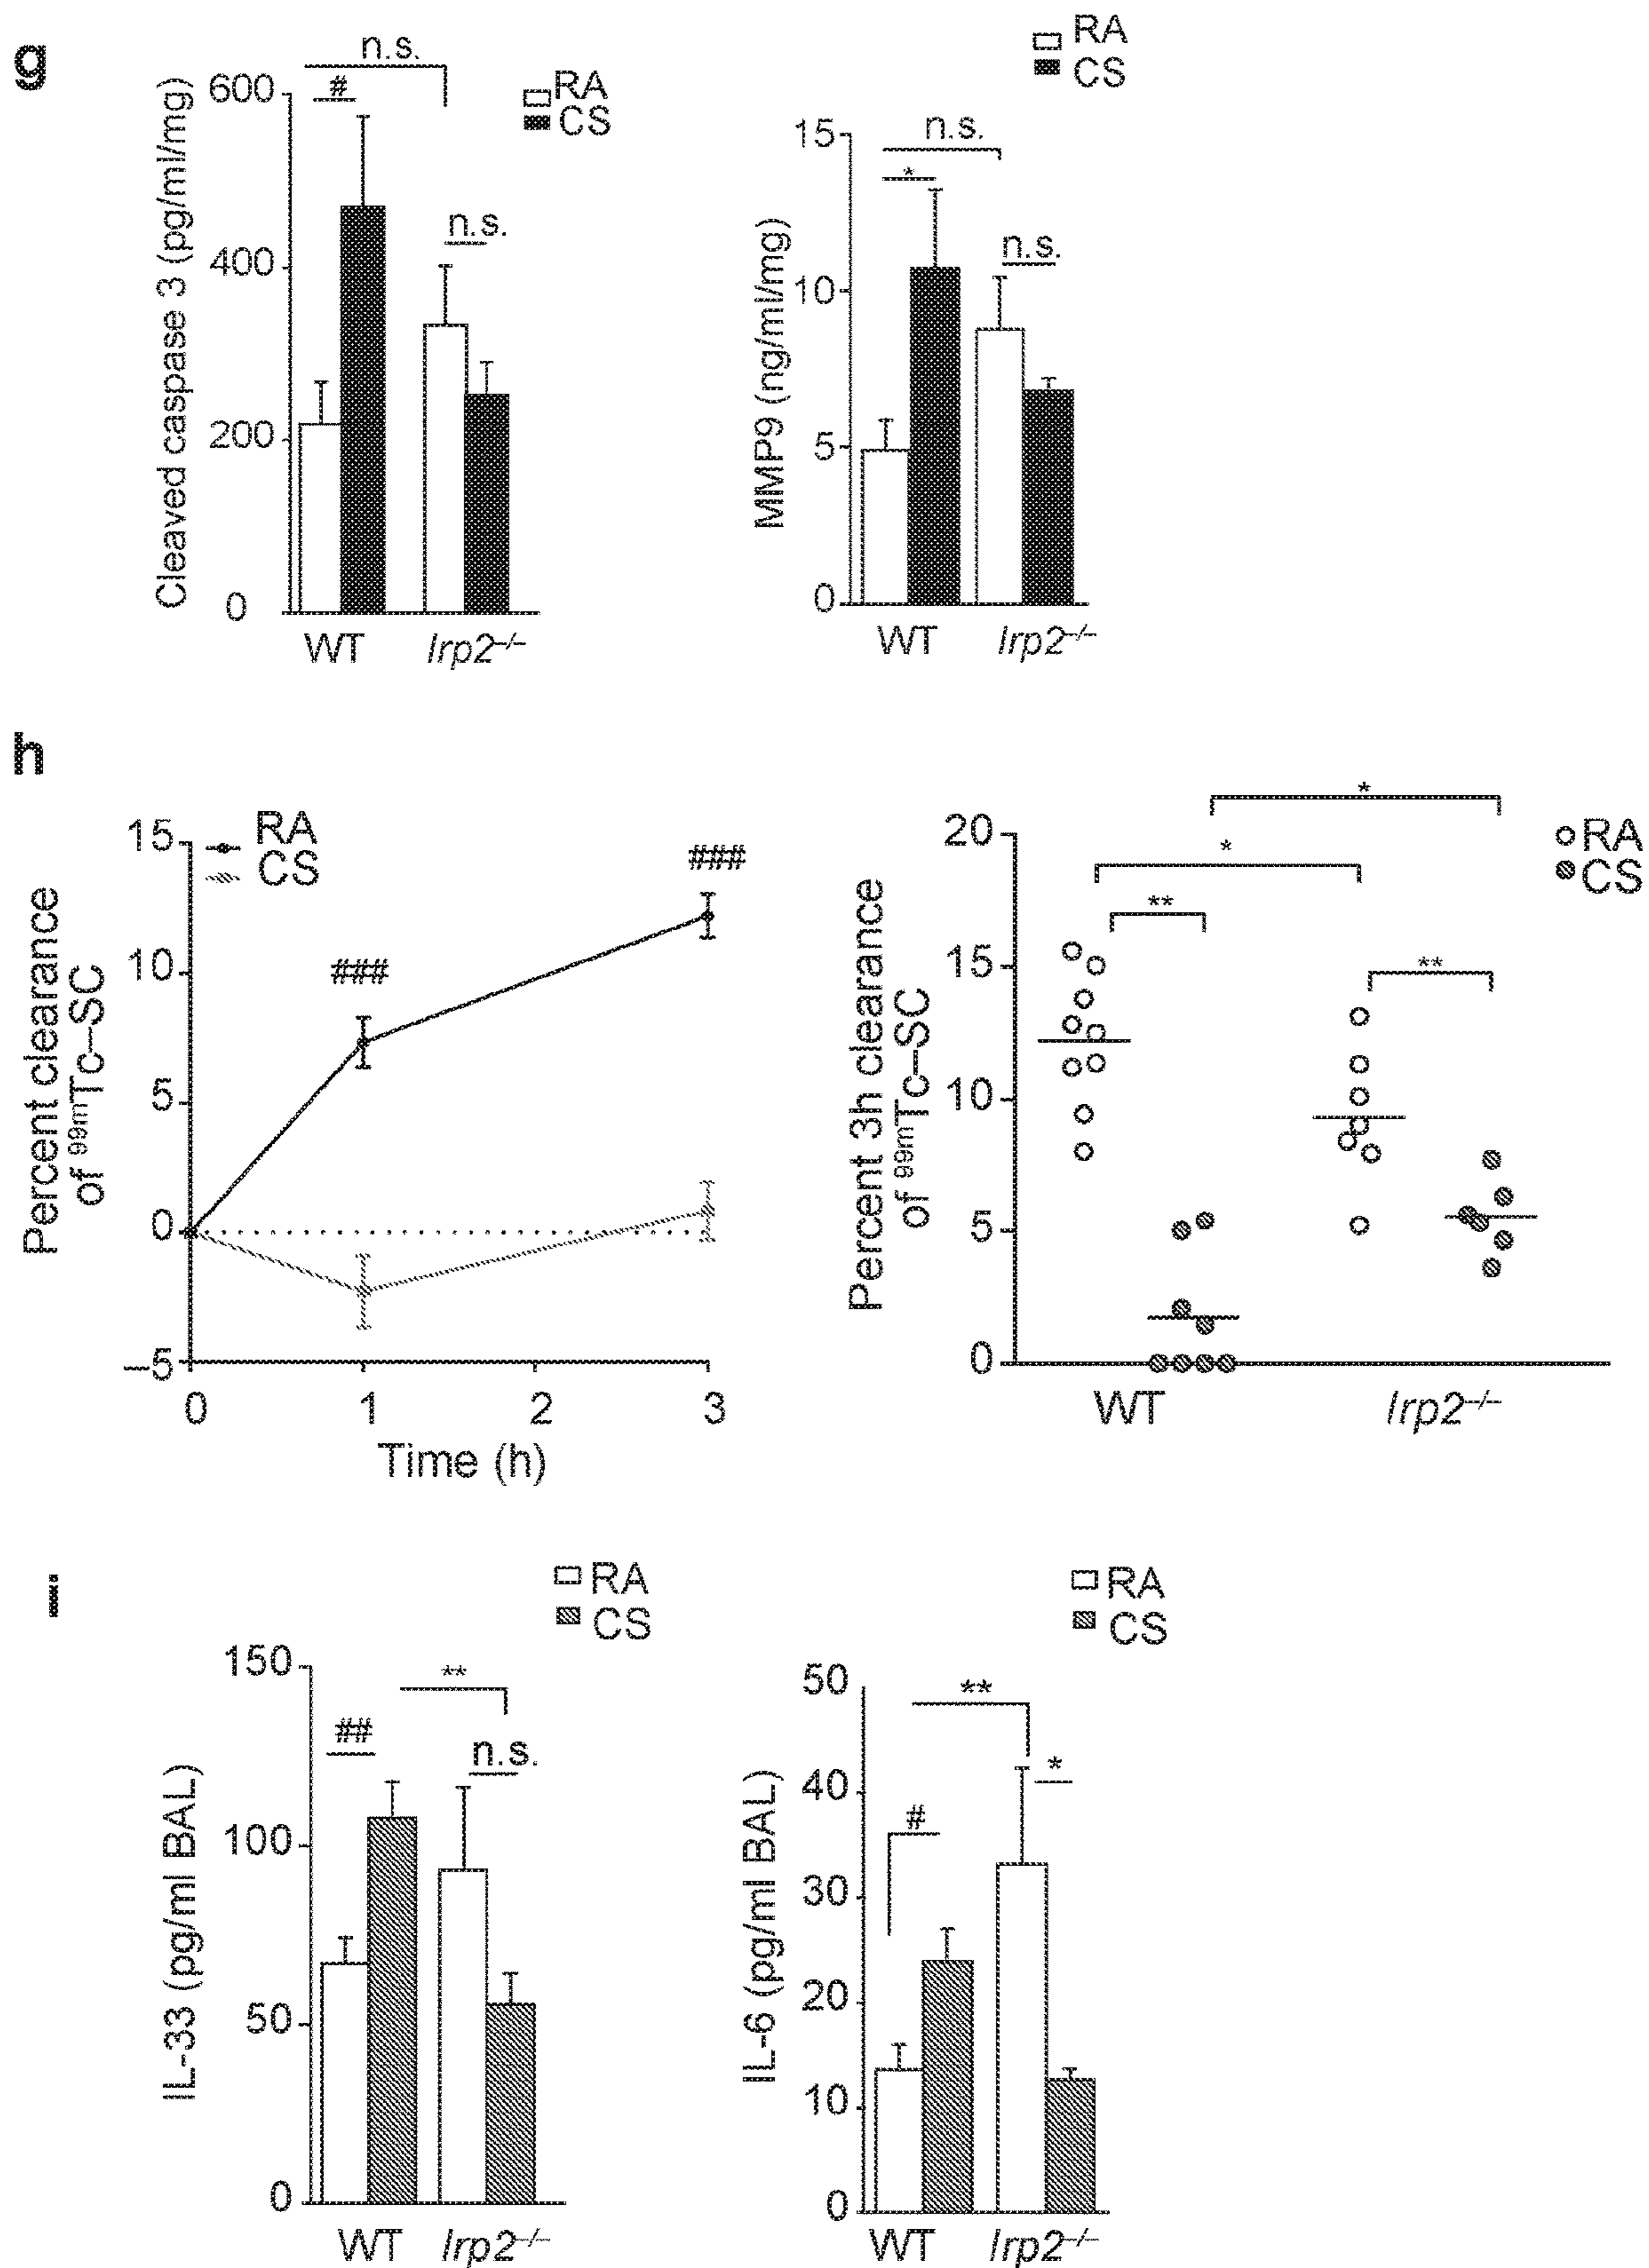 g
n.s.
#
RA
CS
n.s.
600
400
200
0
Cleaved caspase 3 (pg/ml/mg)
WT
Irp2–/–
RA
CS
n.s.
*
n.s.
15
10
5
0
MMP9 (ng/ml/mg)
WT
Irp2–/–
h
RA
CS
###
###
15
10
5
0
–5
Percent clearance
of 99mTc–SC
0
1
2
3
Time (h)
*
*
**
**
RA
CS
20
15
10
5
0
Percent 3h clearance
of 99mTc–SC
WT
Irp2–/–
i
RA
CS
**
##
n.s.
150
100
50
0
IL-33 (pg/ml BAL)
WT
Irp2–/–
RA
CS
**
*
#
50
40
30
20
10
0
IL-6 (pg/ml BAL)
WT
Irp2–/–